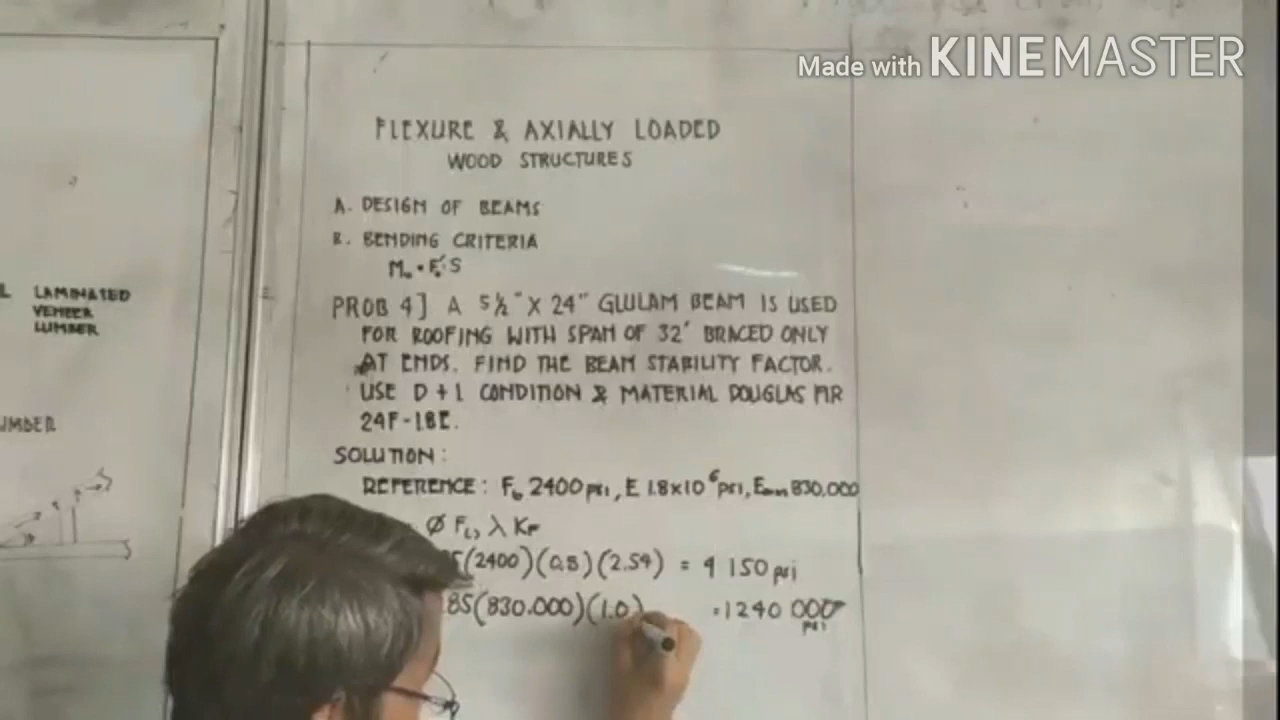 Made with KINEMASTER
FLEXURE & AXIALLY LOADED
WOOD STRUCTURES
A. DESIGN OF BEAMS
B. BENDING CRITERIA
PROB 4] A 5½" X 24" GLULAM BEAM IS USED
FOR ROOFING WITH SPAN OF 32' BRACED ONLY
AT ENDS. FIND THE BEAM STABILITY FACTOR.
USE D + L CONDITION & MATERIAL DOUGLAS FIR
24F-1.8E.
SOLUTION:
REFERENCE: Fb 2400 psi, E 1.8x10⁶ psi, Emin 830,000
Ø Fb λ KF
(2400)(0.8)(2.54) = 4150 psi
.85(830.000)(1.0) = 1240 000 psi
L LAMINATED
VENEER
LUMBER
UMBER